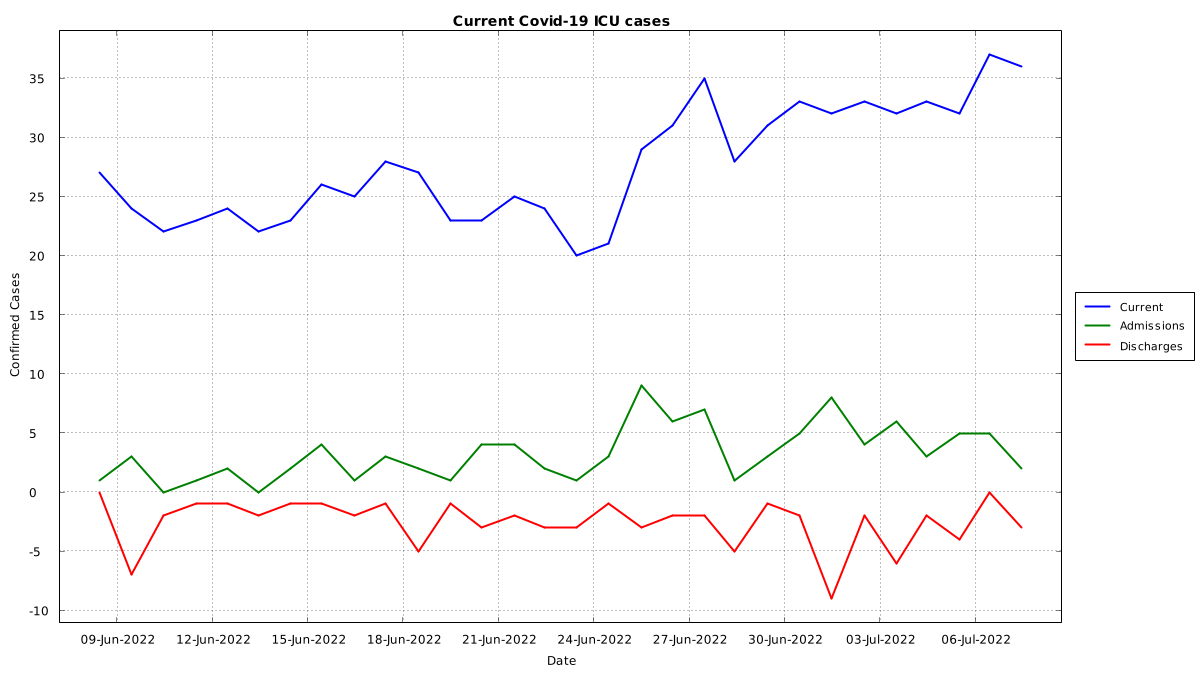 Current Covid-19 ICU cases
35
30
25
20
15
10
5
0
-5
-10
Confirmed Cases
09-Jun-2022 12-Jun-2022 15-Jun-2022 18-Jun-2022 21-Jun-2022 24-Jun-2022 27-Jun-2022 30-Jun-2022 03-Jul-2022 06-Jul-2022
Date
Current
Admissions
Discharges